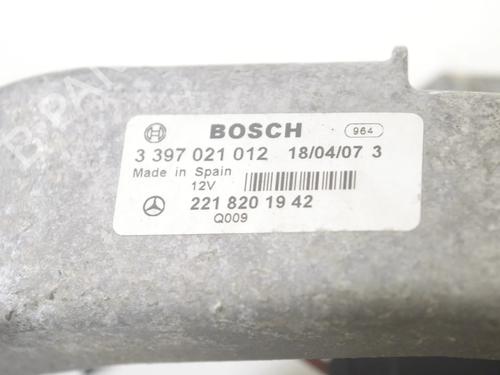 BOSCH 964
3 397 021 012 18/04/07 3
Made in Spain
12V
221 820 19 42
Q009
B-PARTS